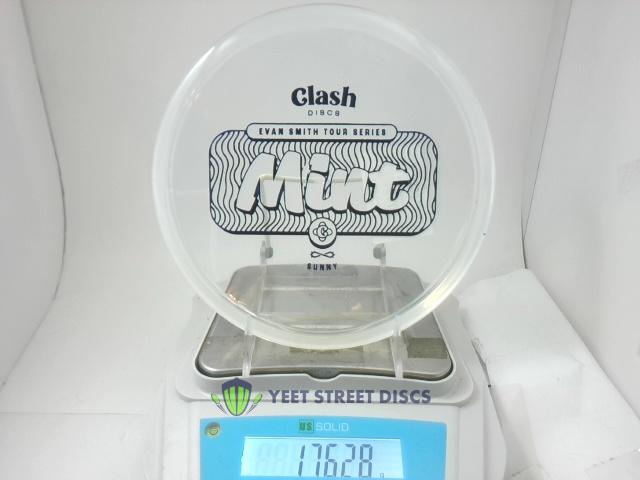 Clash
DISCS
EVAN SMITH TOUR SERIES
Mint
SUNNY
YEET STREET DISCS
US SOLID
176.28 g